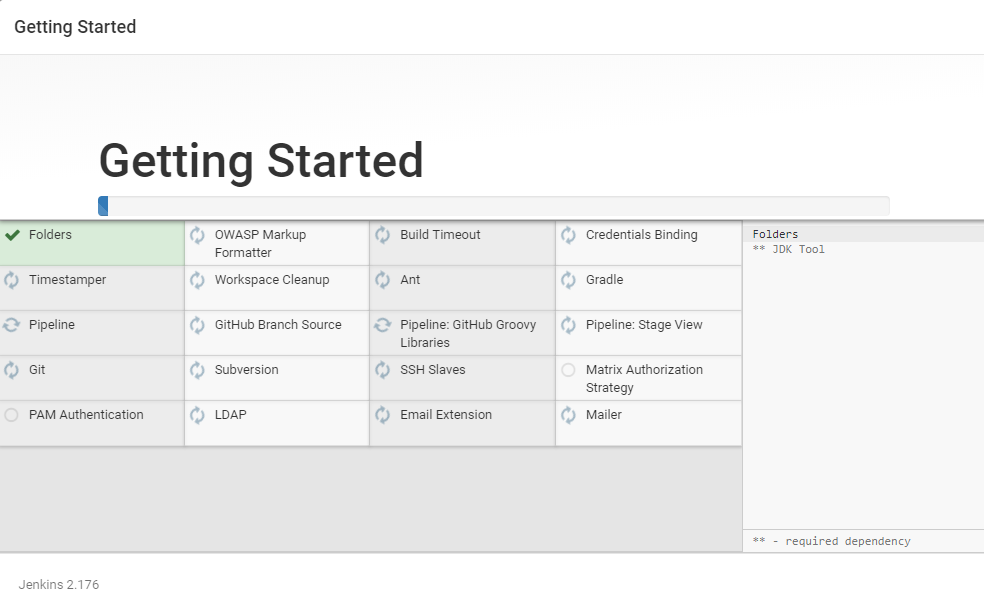 Getting Started
Getting Started
Folders
OWASP Markup
Formatter
Build Timeout
Credentials Binding
Timestamper
Workspace Cleanup
Ant
Gradle
Pipeline
GitHub Branch Source
Pipeline: GitHub Groovy
Libraries
Pipeline: Stage View
Git
Subversion
SSH Slaves
Matrix Authorization
Strategy
PAM Authentication
LDAP
Email Extension
Mailer
Folders
** JDK Tool
** - required dependency
Jenkins 2.176